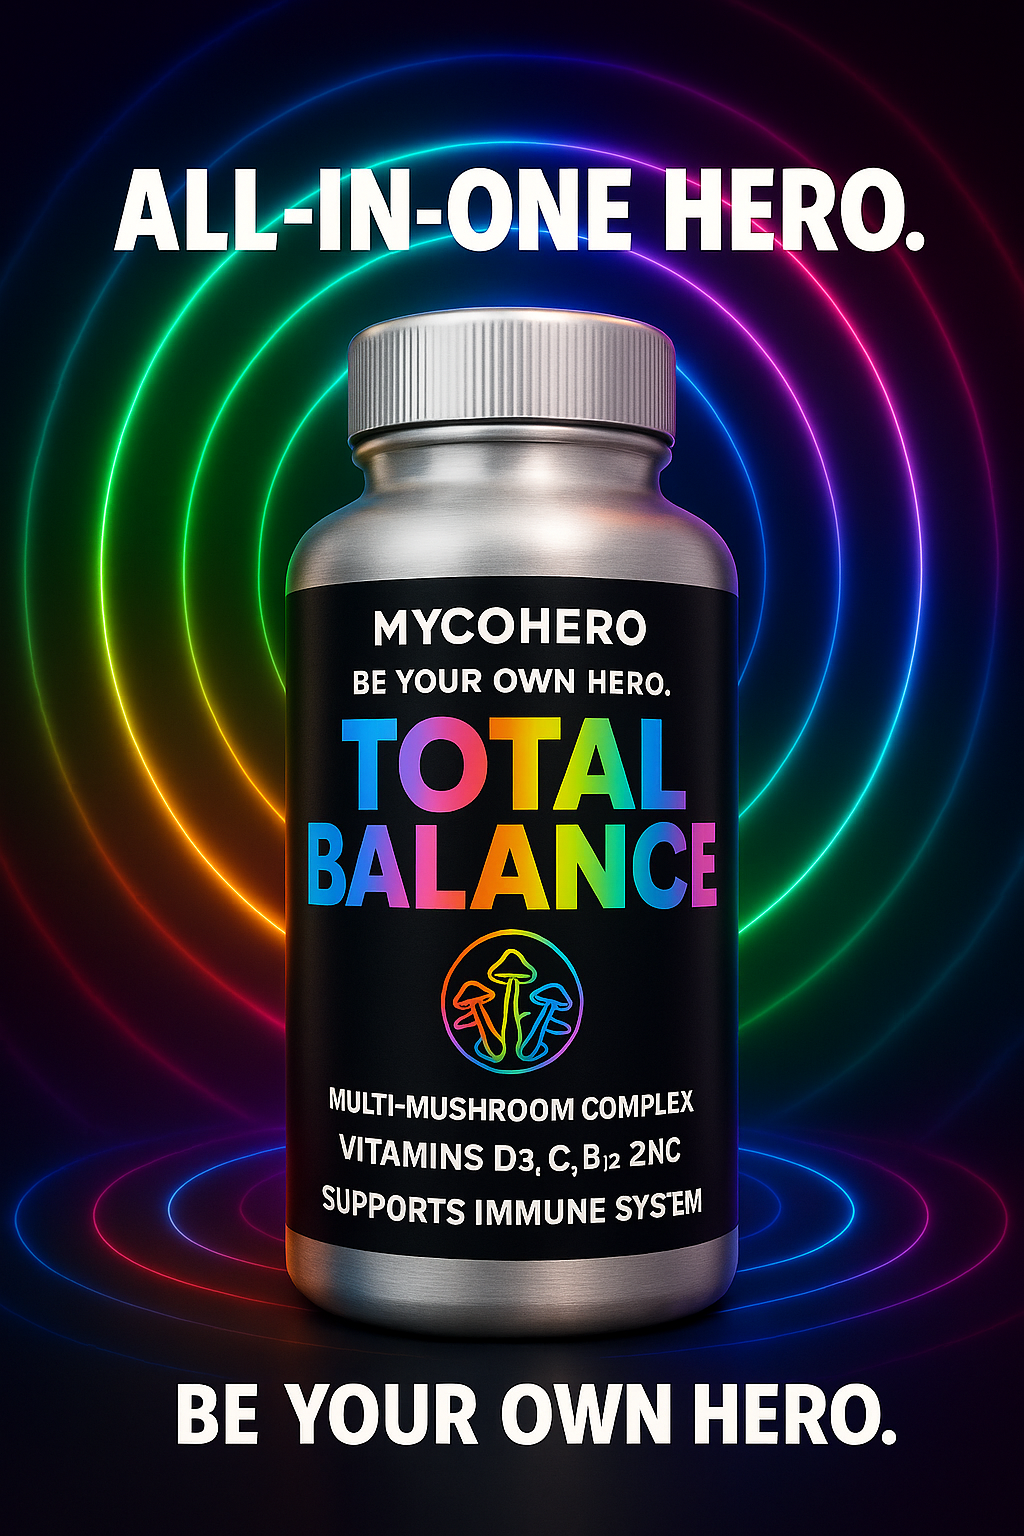 ALL-IN-ONE HERO.
MYCOHERO
BE YOUR OWN HERO.
TOTAL
BALANCE
MULTI-MUSHROOM COMPLEX
VITAMINS D3, C, B12 2NC
SUPPORTS IMMUNE SYSTEM
BE YOUR OWN HERO.